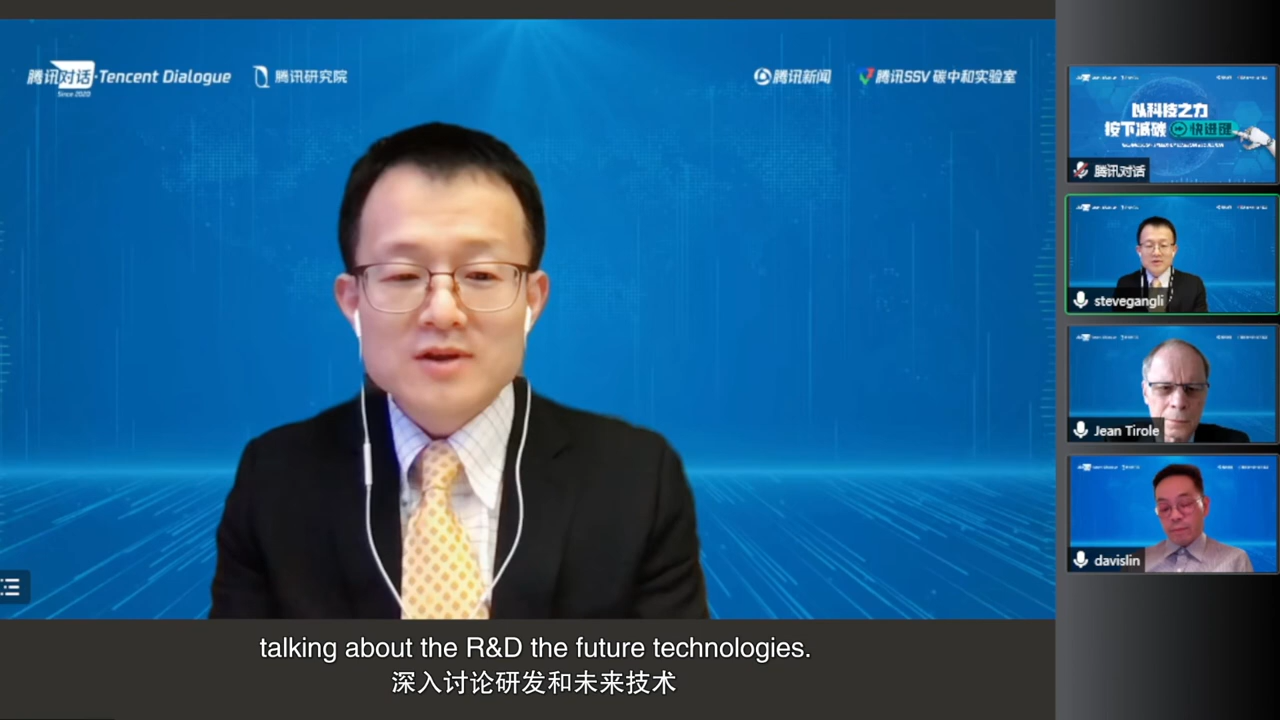 腾讯对话·Tencent Dialogue
Since 2020
腾讯研究院
腾讯新闻
腾讯SSV 碳中和实验室
以科技之力
按下减碳 快进键
腾讯对话
stevegangli
Jean Tirole
davislin
talking about the R&D the future technologies.
深入讨论研发和未来技术